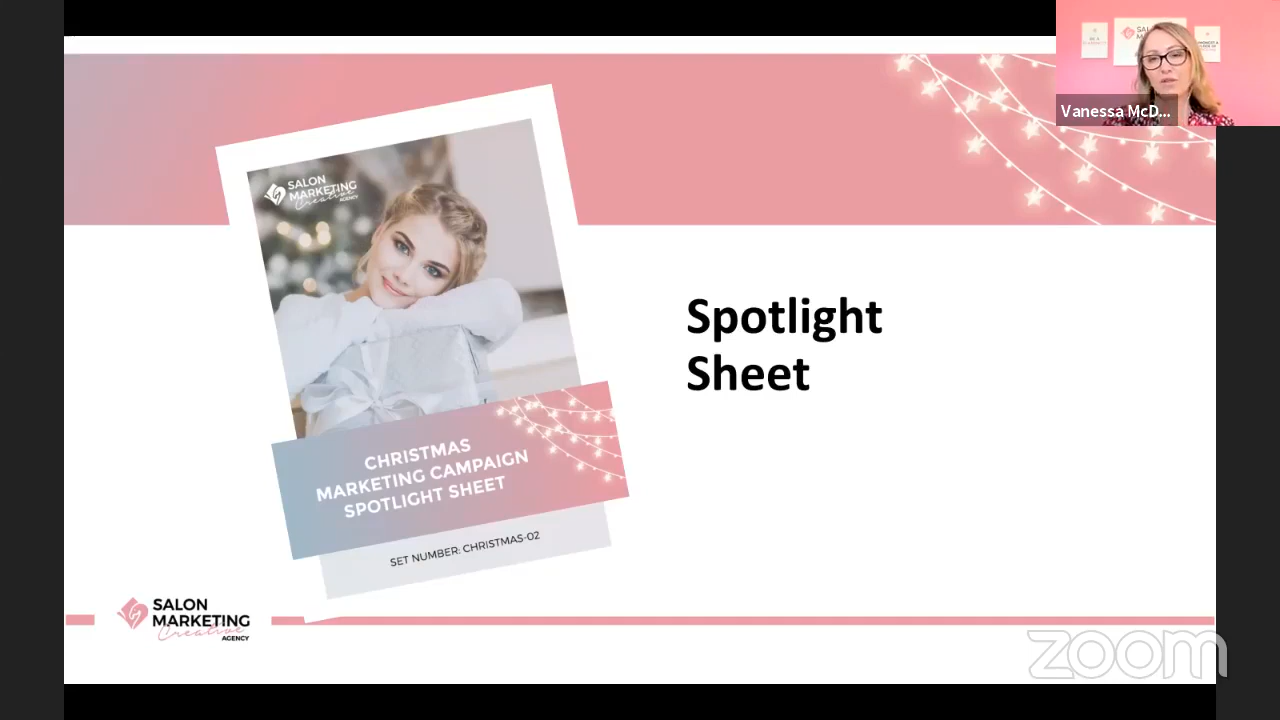 Vanessa McD...
SALON
MARKETING
Creative
AGENCY
Spotlight
Sheet
CHRISTMAS
MARKETING CAMPAIGN
SPOTLIGHT SHEET
SET NUMBER: CHRISTMAS-02
SALON
MARKETING
Creative
AGENCY
zoom